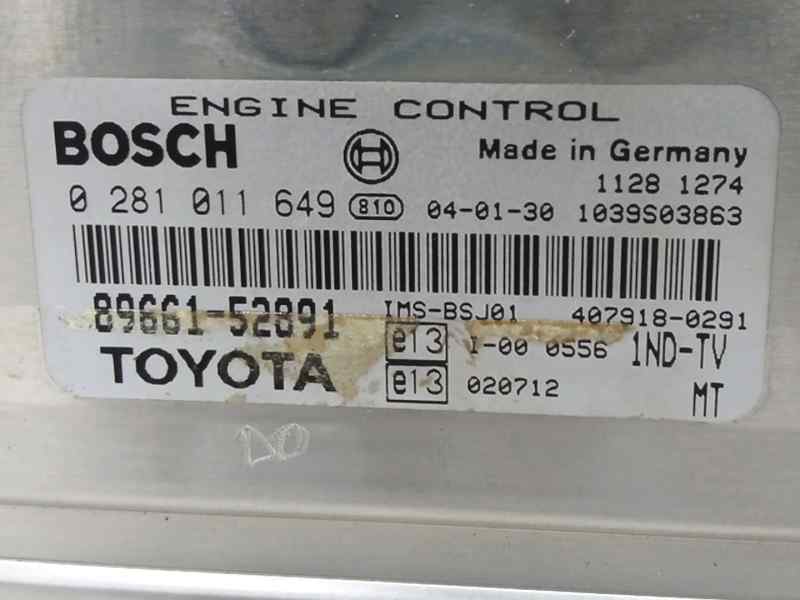 ENGINE CONTROL
BOSCH Made in Germany
1128 1274
0 281 011 649 810 04-01-30 1039S03863
89661-52891 IMS-BSJ01 407918-0291
TOYOTA e13 I-00 0556 1ND-TV
e13 020712 MT
DO